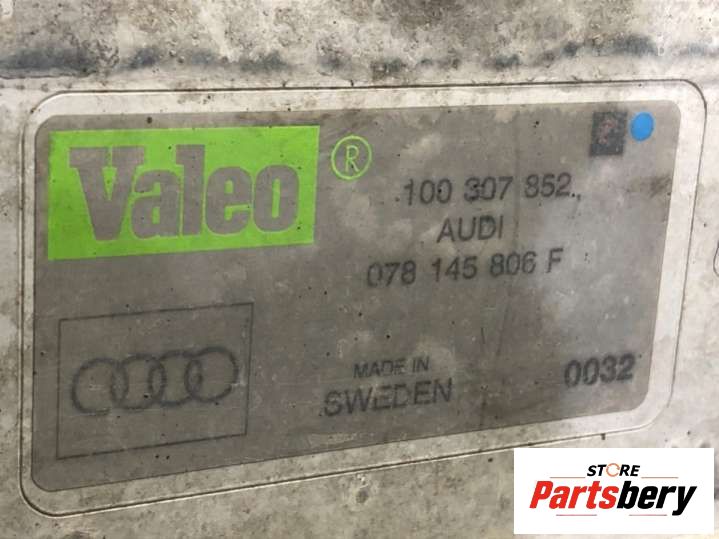 Valeo ®
100 307 852
AUDI
078 145 806 F
MADE IN
SWEDEN
0032
STORE
Partsbery